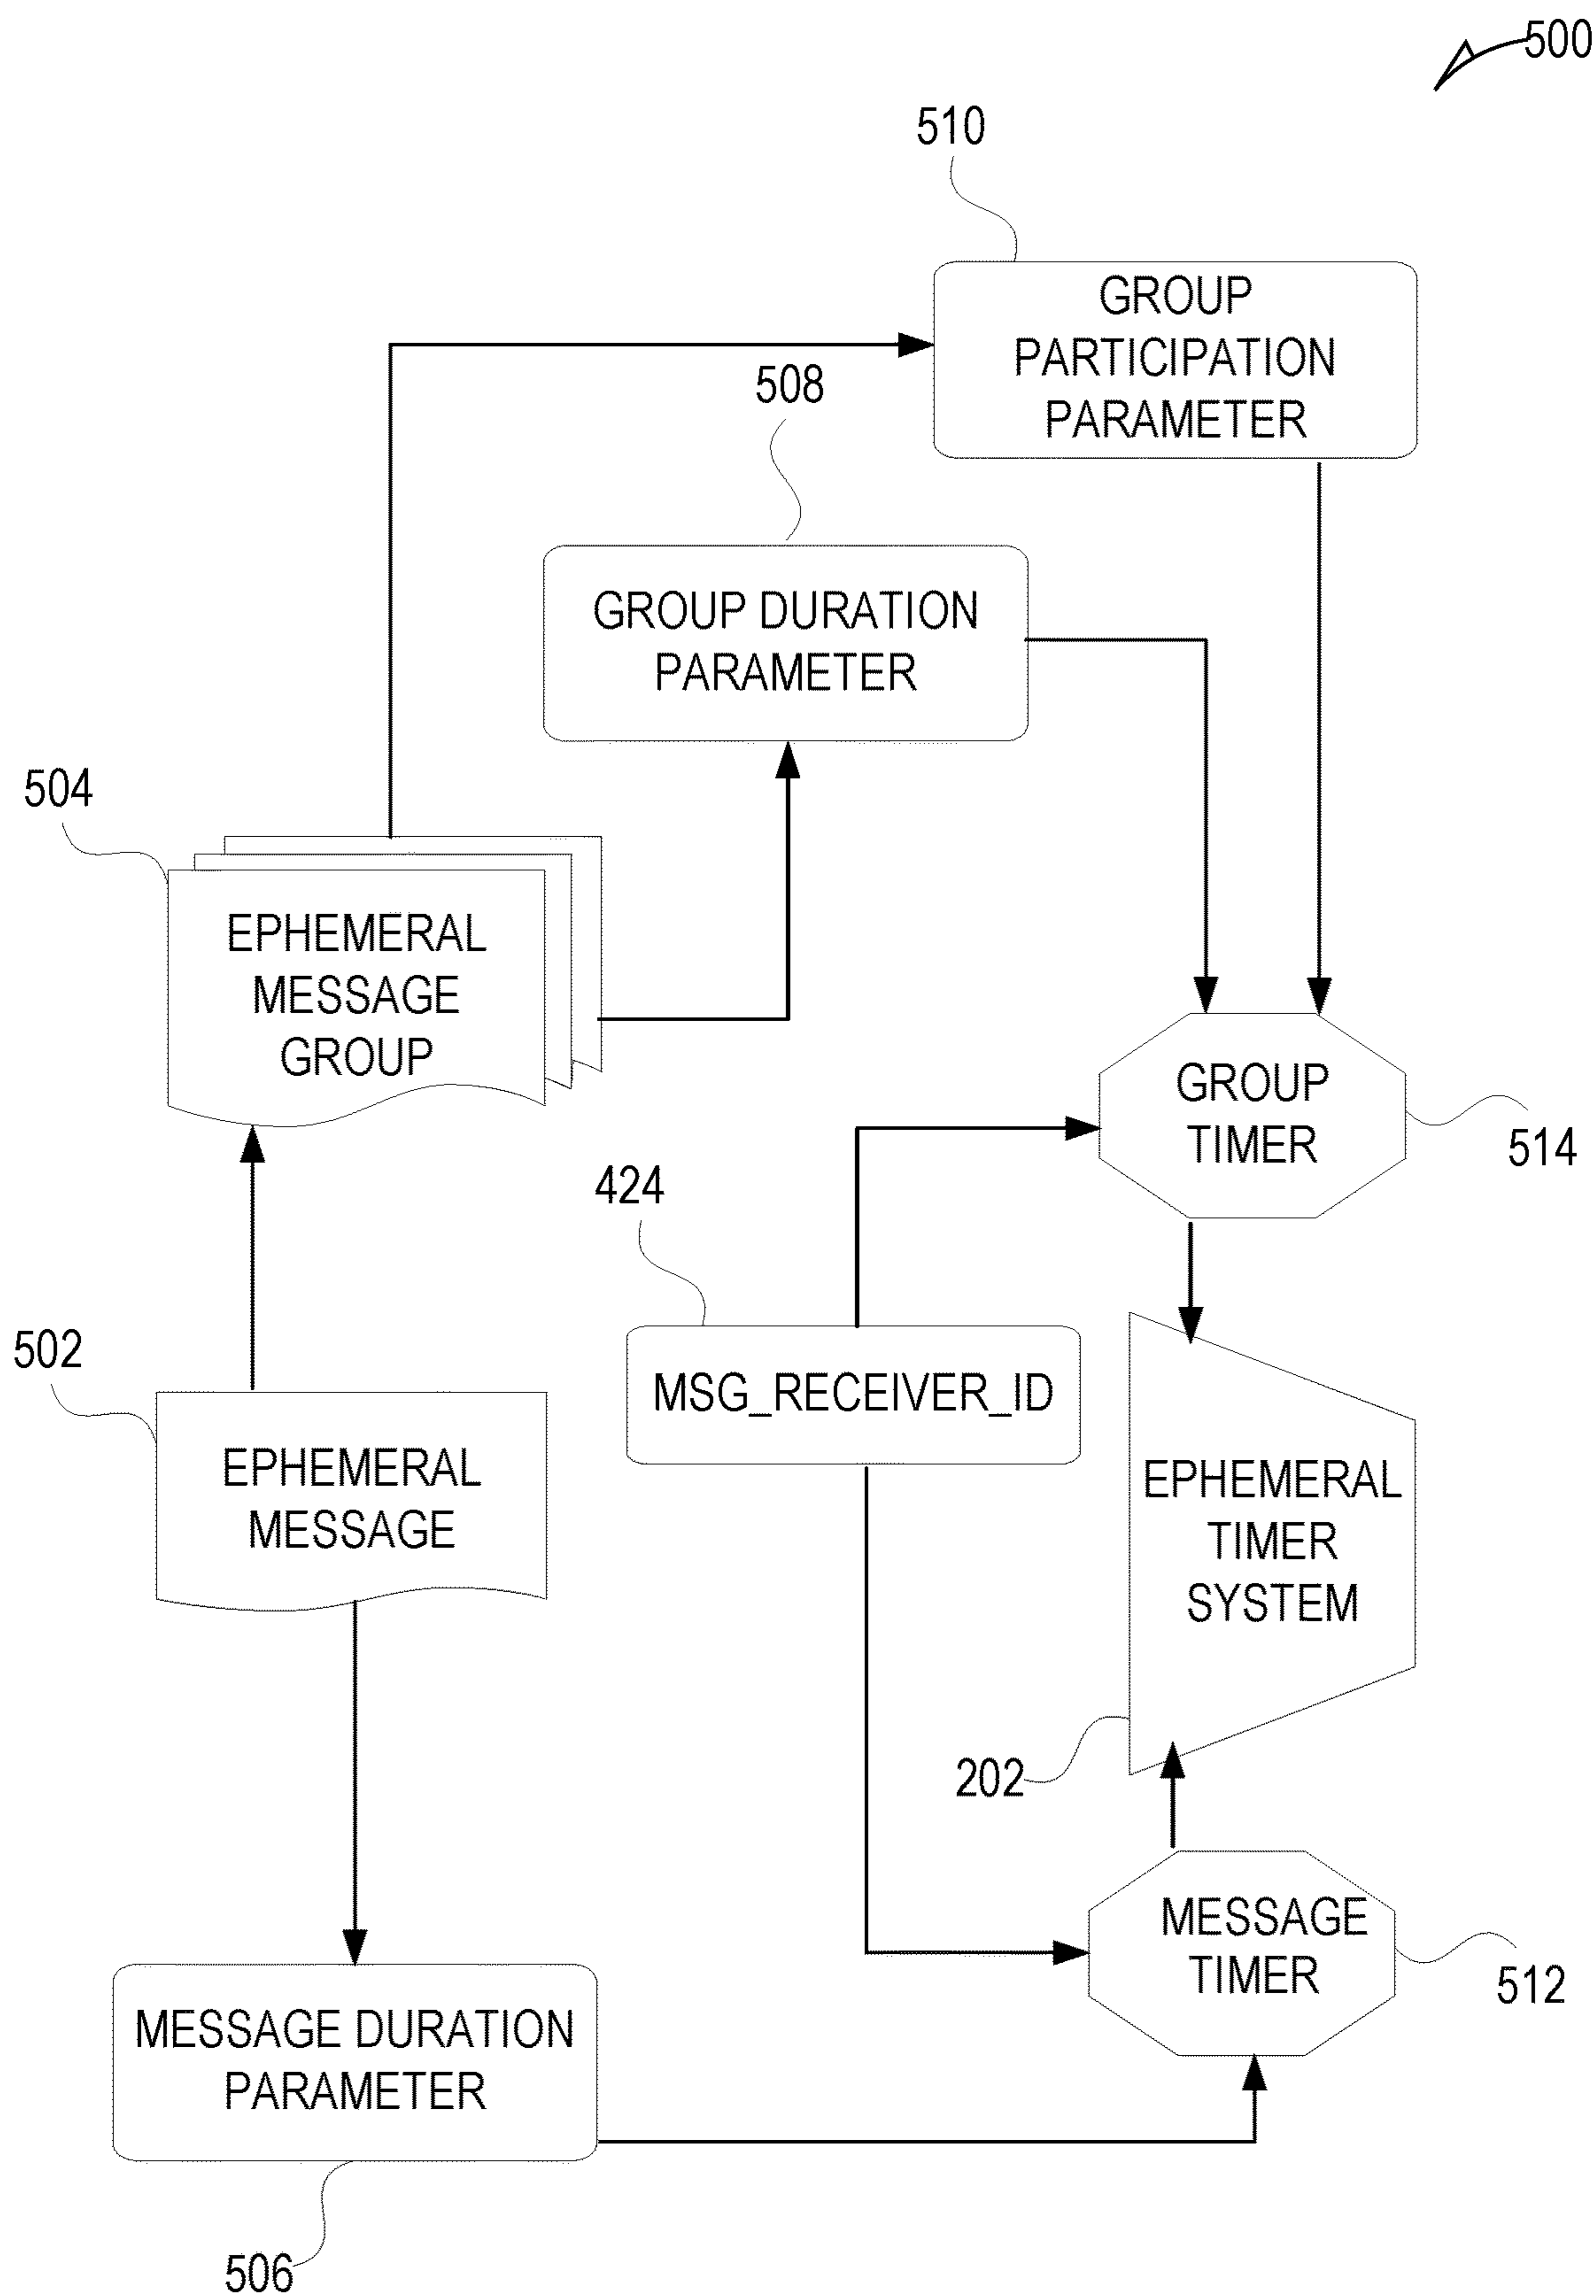 500
510
GROUP
PARTICIPATION
PARAMETER
508
GROUP DURATION
PARAMETER
504
EPHEMERAL
MESSAGE
GROUP
GROUP
TIMER
514
424
MSG_RECEIVER_ID
502
EPHEMERAL
MESSAGE
EPHEMERAL
TIMER
SYSTEM
202
MESSAGE
TIMER
512
MESSAGE DURATION
PARAMETER
506